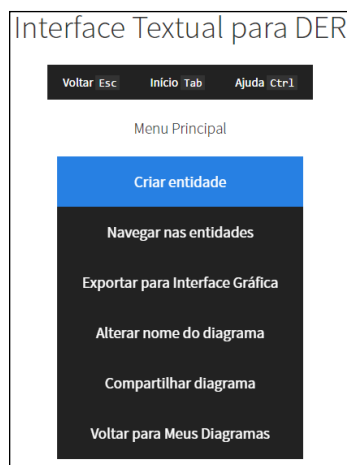 Interface Textual para DER
Voltar Esc Inicio Tab Ajuda Ctrl
Menu Principal
Criar entidade
Navegar nas entidades
Exportar para Interface Gráfica
Alterar nome do diagrama
Compartilhar diagrama
Voltar para Meus Diagramas